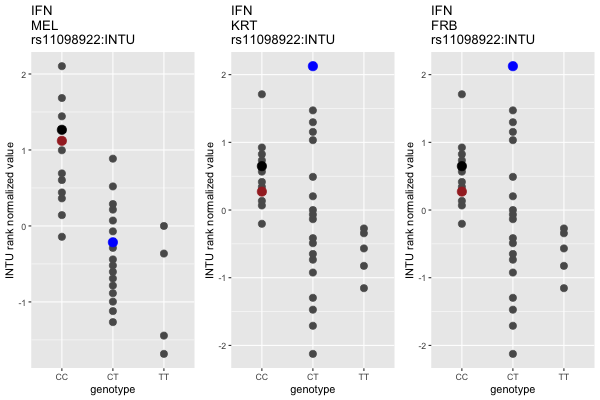 IFN
MEL
rs11098922:INTU
INTU rank normalized value
2
1
0
-1
CC CT TT
genotype
IFN
KRT
rs11098922:INTU
INTU rank normalized value
2
1
0
-1
-2
CC CT TT
genotype
IFN
FRB
rs11098922:INTU
INTU rank normalized value
2
1
0
-1
-2
CC CT TT
genotype